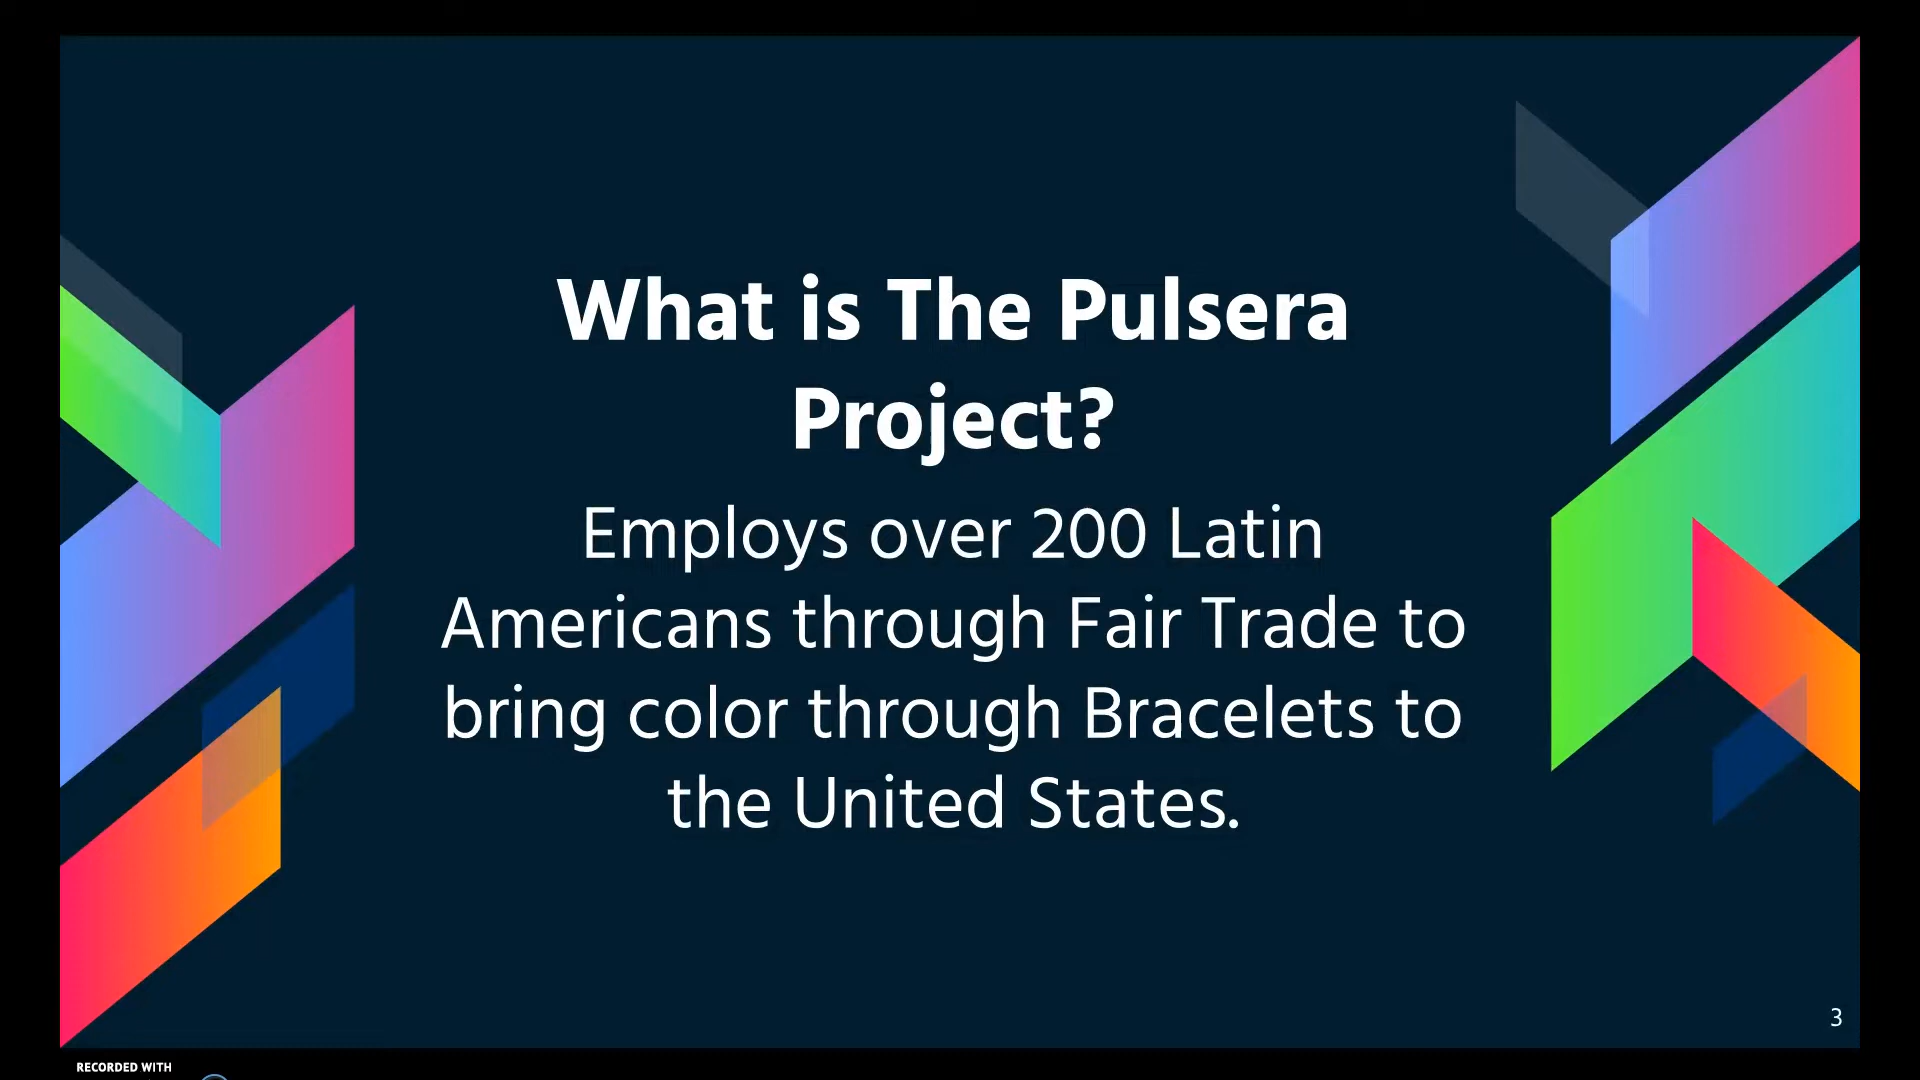 What is The Pulsera
Project?
Employs over 200 Latin
Americans through Fair Trade to
bring color through Bracelets to
the United States.
3
RECORDED WITH